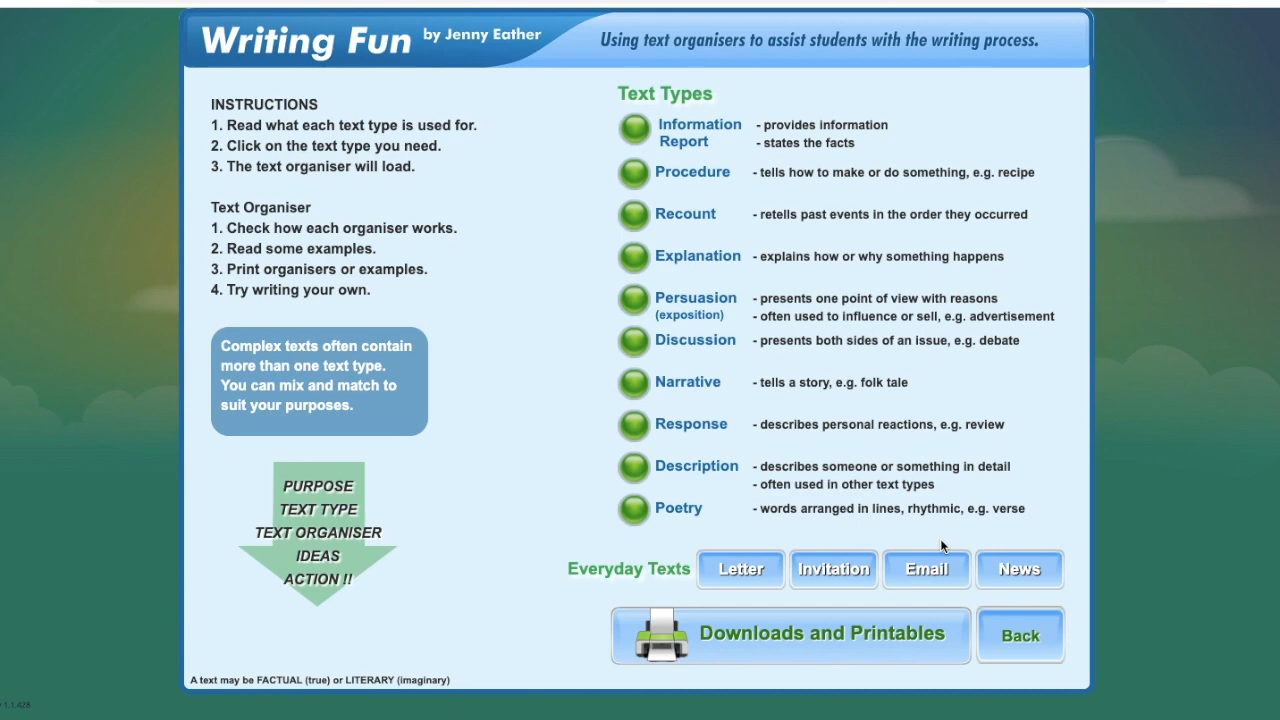 Writing Fun by Jenny Eather
Using text organisers to assist students with the writing process.
INSTRUCTIONS
1. Read what each text type is used for.
2. Click on the text type you need.
3. The text organiser will load.
Text Organiser
1. Check how each organiser works.
2. Read some examples.
3. Print organisers or examples.
4. Try writing your own.
Complex texts often contain
more than one text type.
You can mix and match to
suit your purposes.
PURPOSE
TEXT TYPE
TEXT ORGANISER
IDEAS
ACTION !!
A text may be FACTUAL (true) or LITERARY (imaginary)
Text Types
Information - provides information
Report - states the facts
Procedure - tells how to make or do something, e.g. recipe
Recount - retells past events in the order they occurred
Explanation - explains how or why something happens
Persuasion - presents one point of view with reasons
(exposition) - often used to influence or sell, e.g. advertisement
Discussion - presents both sides of an issue, e.g. debate
Narrative - tells a story, e.g. folk tale
Response - describes personal reactions, e.g. review
Description - describes someone or something in detail
- often used in other text types
Poetry - words arranged in lines, rhythmic, e.g. verse
Everyday Texts Letter Invitation Email News
Downloads and Printables Back
1.1.428